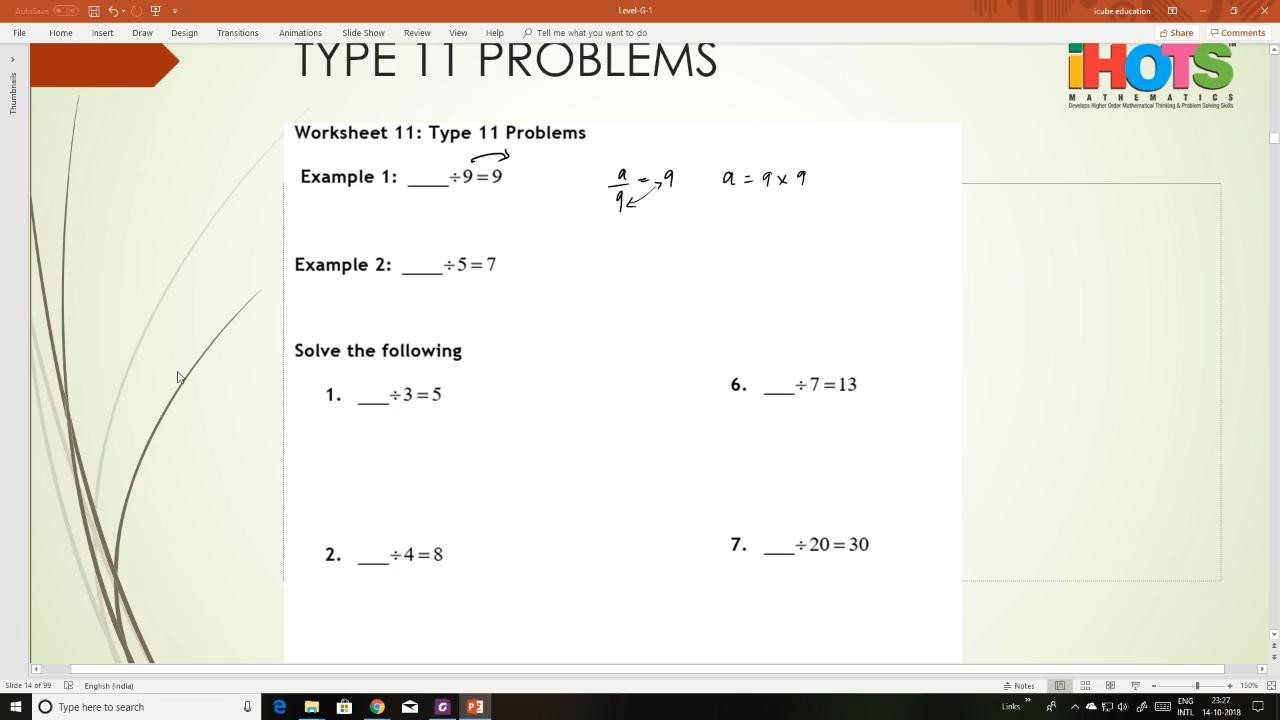 AutoSave Off
Level-G-1
icube education
File Home Insert Draw Design Transitions Animations Slide Show Review View Help Tell me what you want to do Share Comments
Thumbnails
TYPE 11 PROBLEMS
iHOTS™
MATHEMATICS
Develops Higher Order Mathematical Thinking & Problem Solving Skills
Worksheet 11: Type 11 Problems
Example 1: ____÷9=9
a/9 = 9
a = 9 x 9
Example 2: ____÷5=7
Solve the following
1. ___÷3=5
6. ___÷7=13
2. ___÷4=8
7. ___÷20=30
Slide 14 of 99 English (India) Notes 150%
Type here to search
Links » ENG 23:27
INTL 14-10-2018